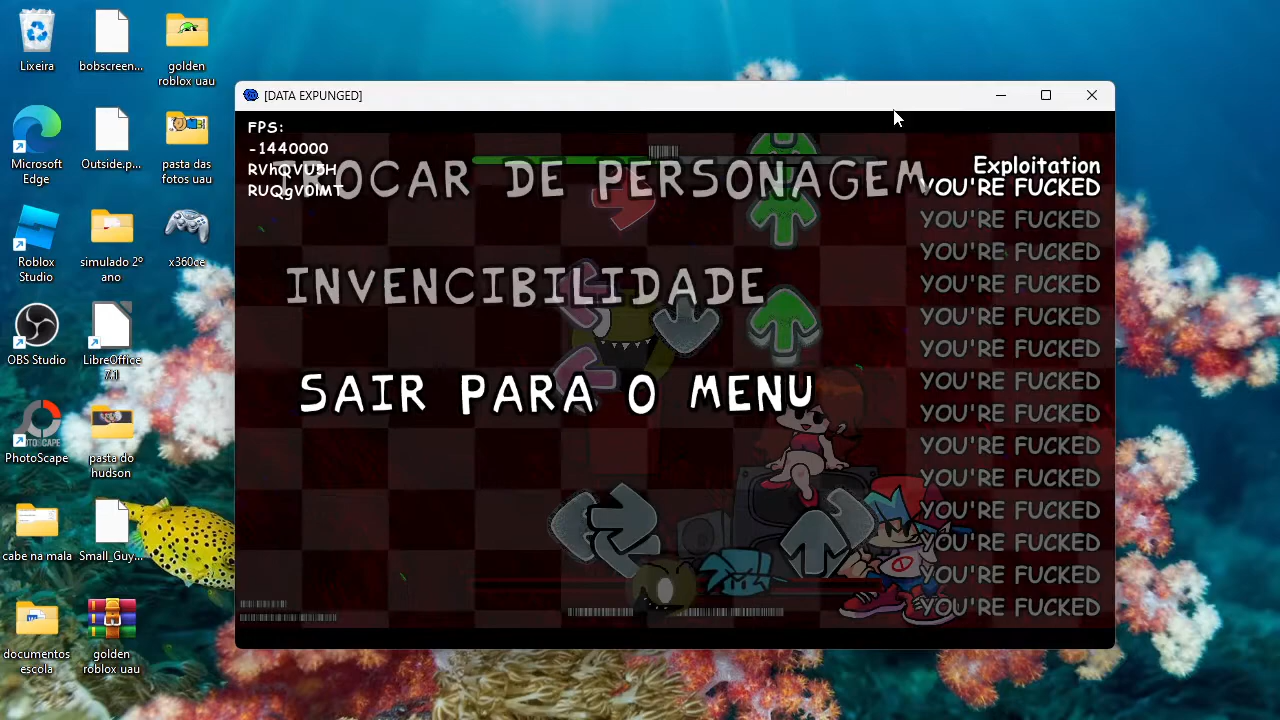 Lixeira
bobscreen...
golden
roblox uau
Microsoft
Edge
Outside.p...
pasta das
fotos uau
Roblox
Studio
simulado 2º
ano
x360ce
OBS Studio
LibreOffice
7.1
PhotoScape
pasta do
hudson
cabe na mala
Small_Guy...
documentos
escola
golden
roblox uau
[DATA EXPUNGED]
FPS:
-1440000
RVhQVU5H
RUQgV0lMT
TROCAR DE PERSONAGEM
INVENCIBILIDADE
SAIR PARA O MENU
Exploitation
YOU'RE FUCKED
YOU'RE FUCKED
YOU'RE FUCKED
YOU'RE FUCKED
YOU'RE FUCKED
YOU'RE FUCKED
YOU'RE FUCKED
YOU'RE FUCKED
YOU'RE FUCKED
YOU'RE FUCKED
YOU'RE FUCKED
YOU'RE FUCKED
YOU'RE FUCKED
YOU'RE FUCKED